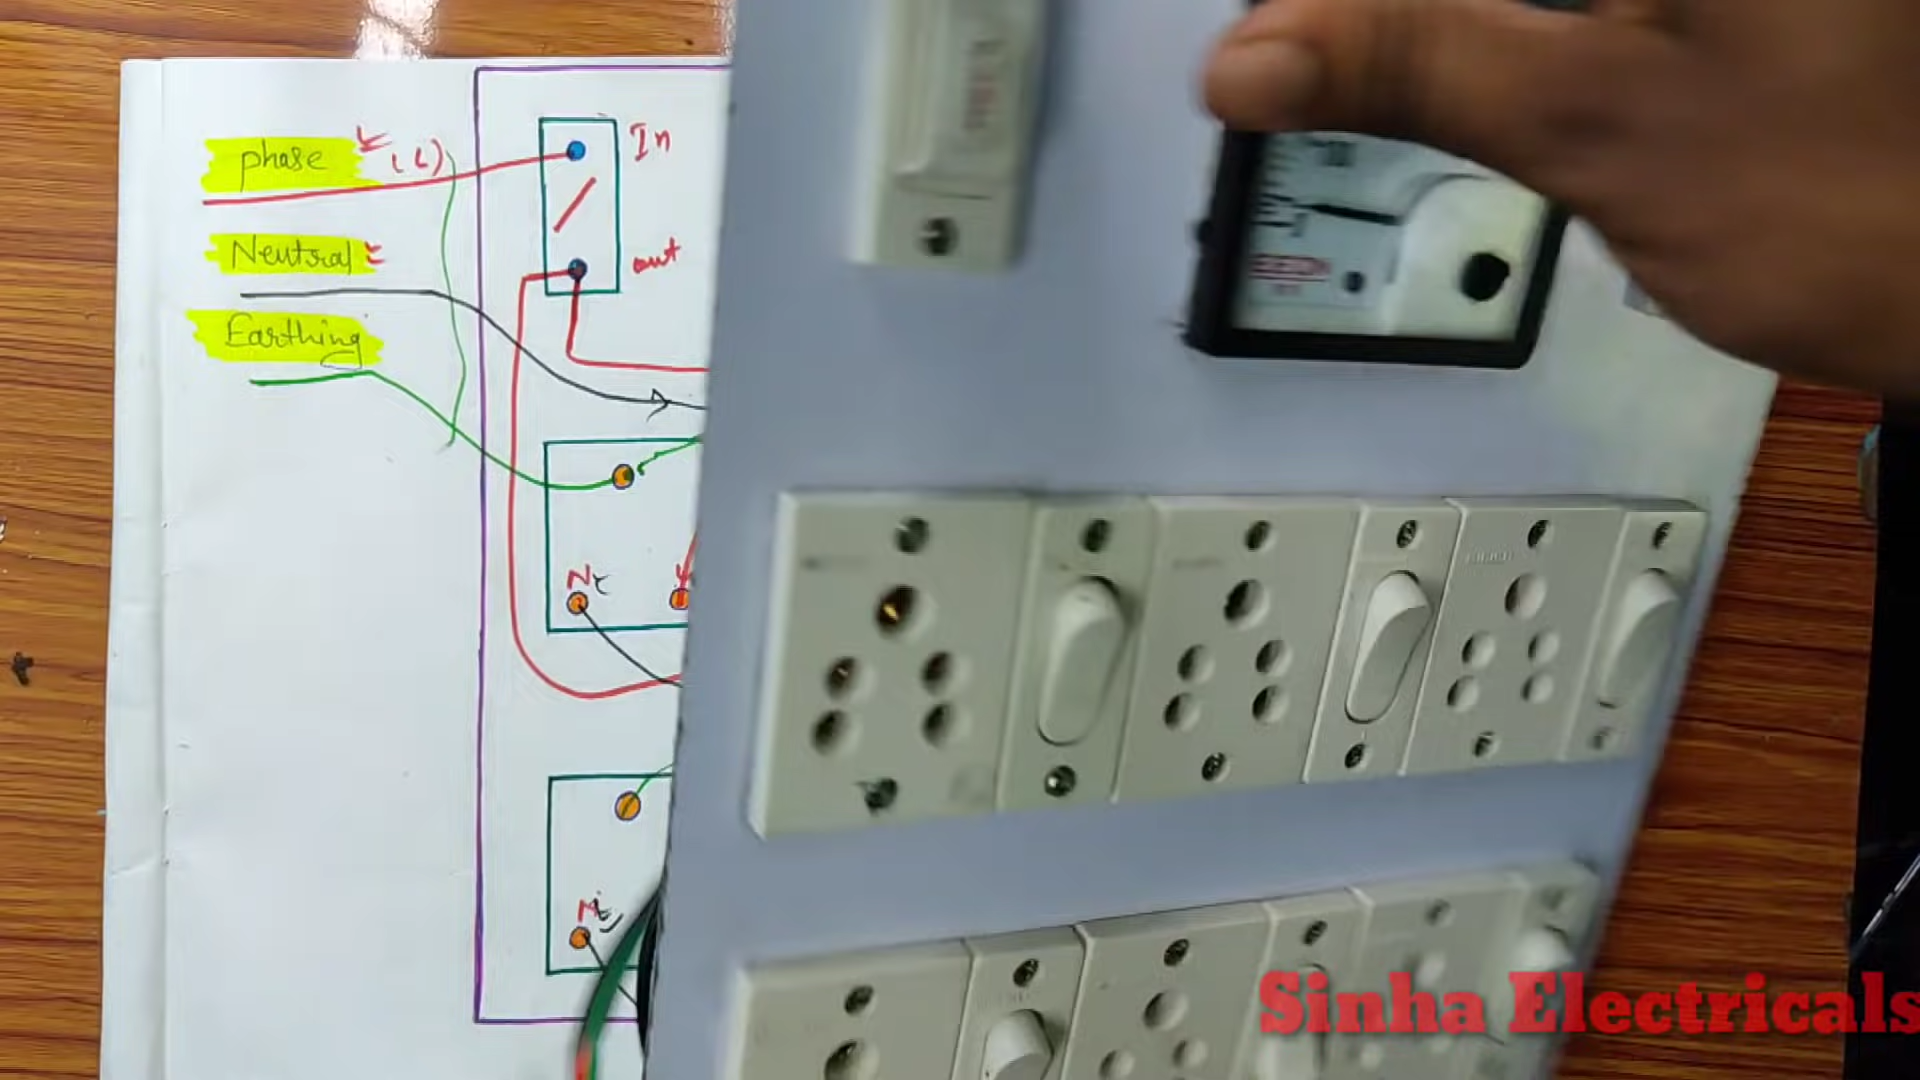 phase (L)
In
Neutral
out
Earthing
N
N
Sinha Electricals